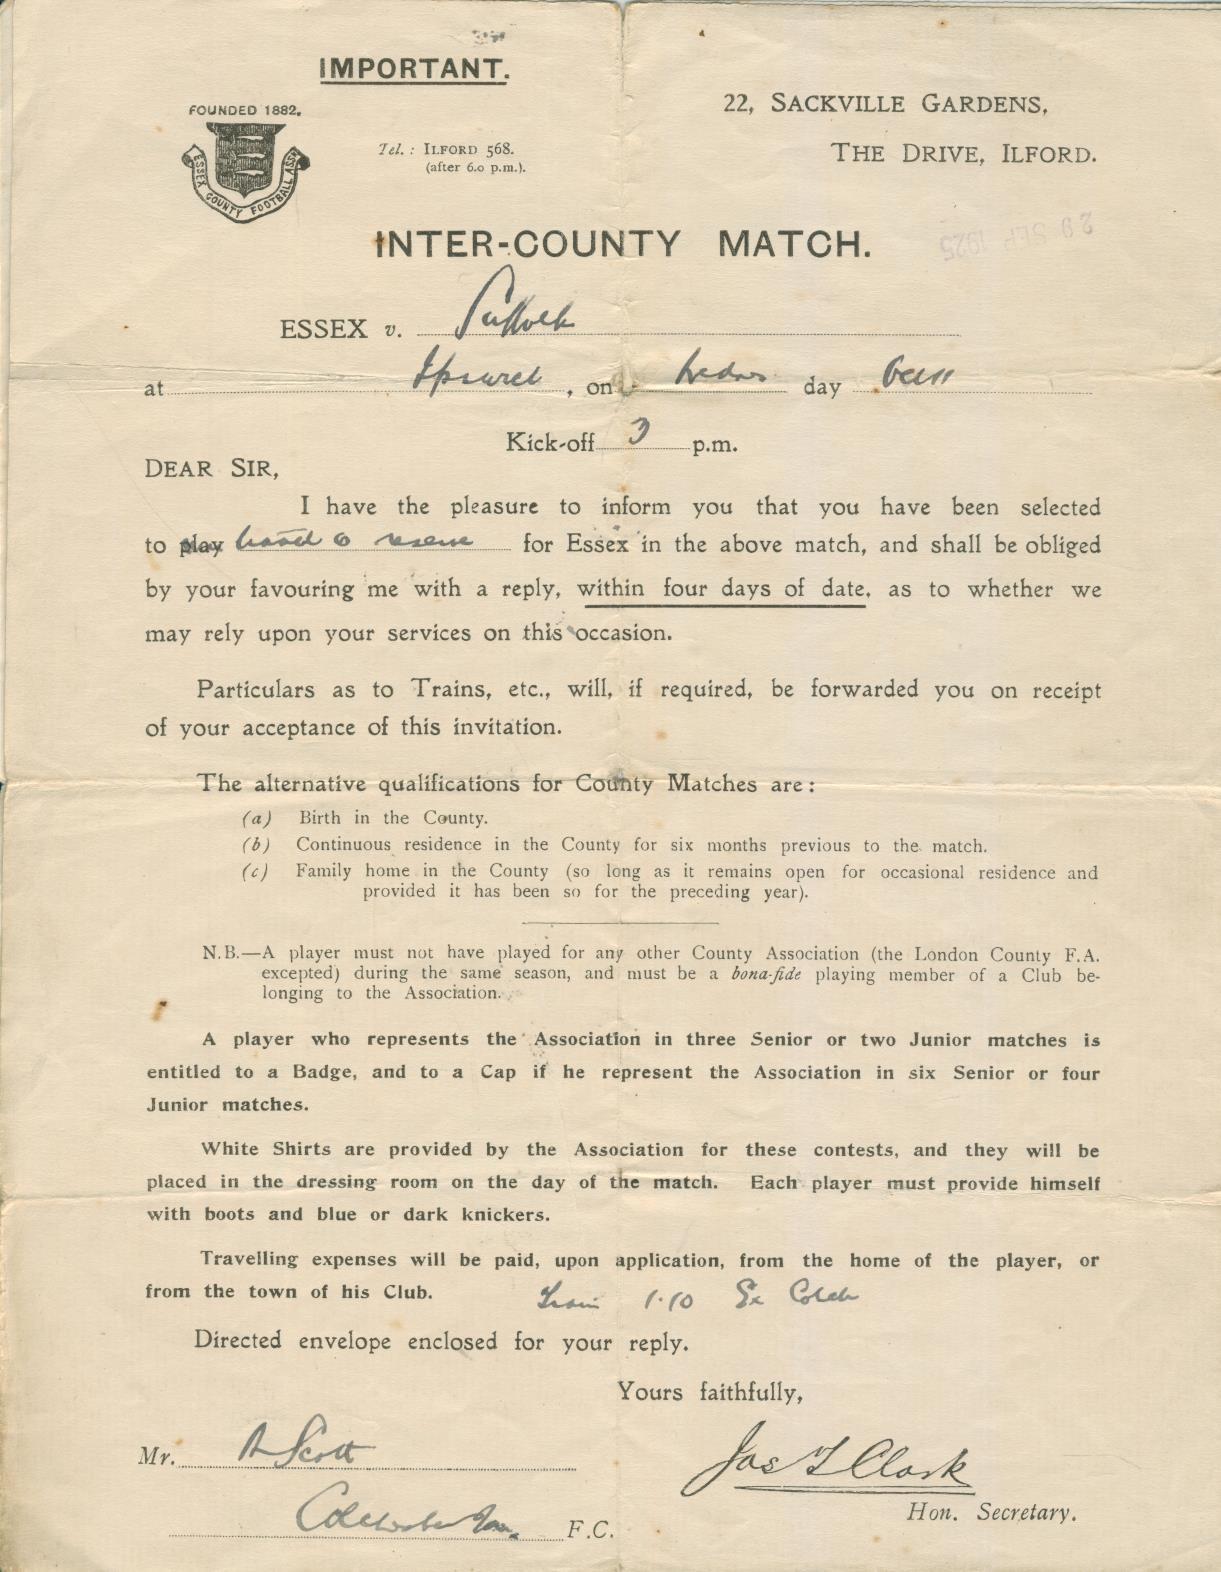 IMPORTANT.
FOUNDED 1882.
ESSEX COUNTY FOOTBALL ASSN
Tel. : ILFORD 568.
(after 6.0 p.m.).
22, SACKVILLE GARDENS,
THE DRIVE, ILFORD.
29 SEP 1925
INTER-COUNTY MATCH.
ESSEX v. Suffolk
at Ipswich, on Wednes day
Kick-off 3 p.m.
DEAR SIR,
I have the pleasure to inform you that you have been selected
to play travel as reserve for Essex in the above match, and shall be obliged
by your favouring me with a reply, within four days of date, as to whether we
may rely upon your services on this occasion.
Particulars as to Trains, etc., will, if required, be forwarded you on receipt
of your acceptance of this invitation.
The alternative qualifications for County Matches are :
(a) Birth in the County.
(b) Continuous residence in the County for six months previous to the match.
(c) Family home in the County (so long as it remains open for occasional residence and
provided it has been so for the preceding year).
N.B.—A player must not have played for any other County Association (the London County F.A.
excepted) during the same season, and must be a bona-fide playing member of a Club be-
longing to the Association.
A player who represents the Association in three Senior or two Junior matches is
entitled to a Badge, and to a Cap if he represent the Association in six Senior or four
Junior matches.
White Shirts are provided by the Association for these contests, and they will be
placed in the dressing room on the day of the match. Each player must provide himself
with boots and blue or dark knickers.
Travelling expenses will be paid, upon application, from the home of the player, or
from the town of his Club.
Train 1.10 Ex Colch
Directed envelope enclosed for your reply.
Yours faithfully,
Mr. A Scott
Jas T Clark
Hon. Secretary.
Colchester Town F.C.